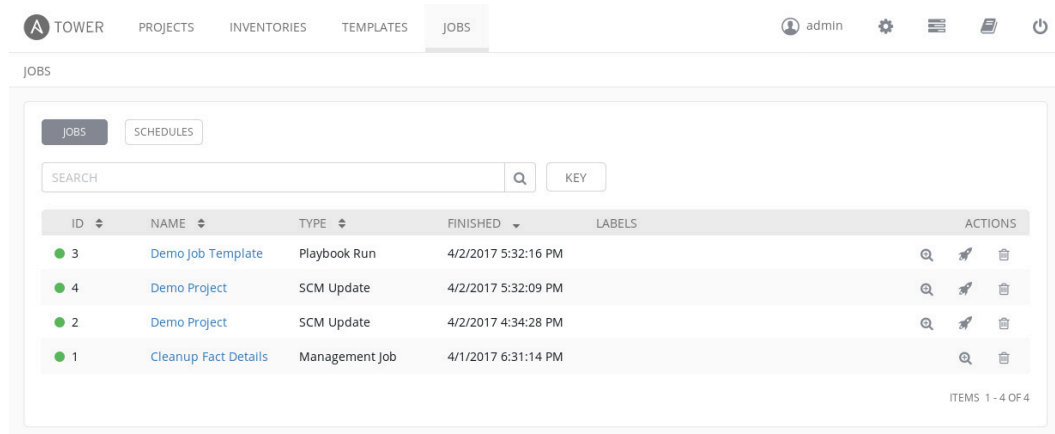 A TOWER PROJECTS INVENTORIES TEMPLATES JOBS admin
JOBS
JOBS SCHEDULES
SEARCH KEY
ID NAME TYPE FINISHED LABELS ACTIONS
3 Demo Job Template Playbook Run 4/2/2017 5:32:16 PM
4 Demo Project SCM Update 4/2/2017 5:32:09 PM
2 Demo Project SCM Update 4/2/2017 4:34:28 PM
1 Cleanup Fact Details Management Job 4/1/2017 6:31:14 PM
ITEMS 1 - 4 OF 4